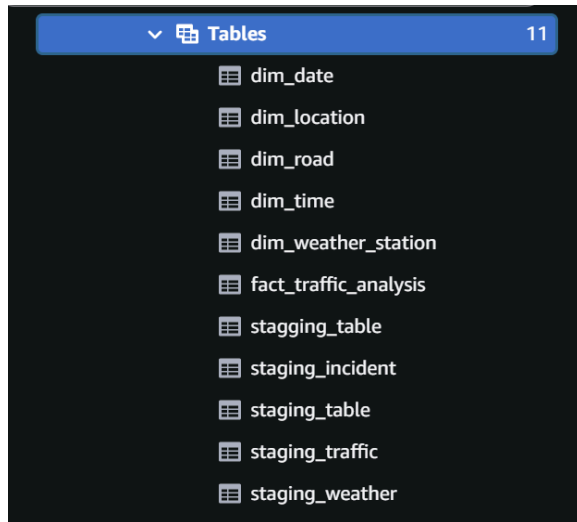 Tables 11
dim_date
dim_location
dim_road
dim_time
dim_weather_station
fact_traffic_analysis
stagging_table
staging_incident
staging_table
staging_traffic
staging_weather